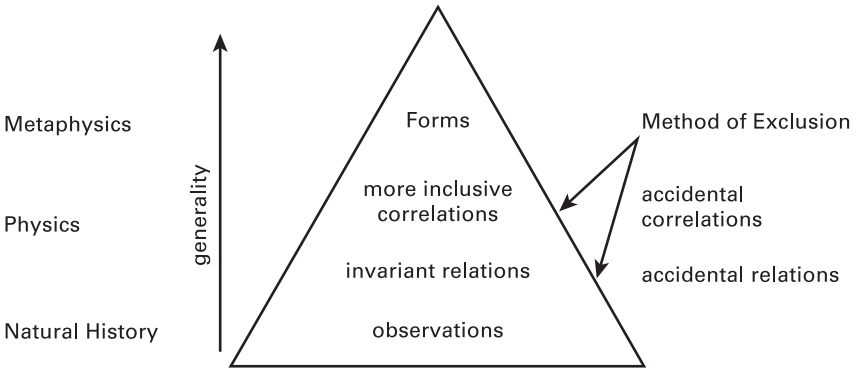 Metaphysics
Forms
Method of Exclusion
generality
more inclusive
correlations
accidental
correlations
Physics
invariant relations
accidental relations
Natural History
observations